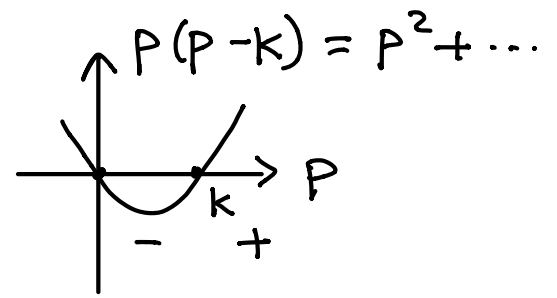 P(P-k) = P²+...
P
k
- +